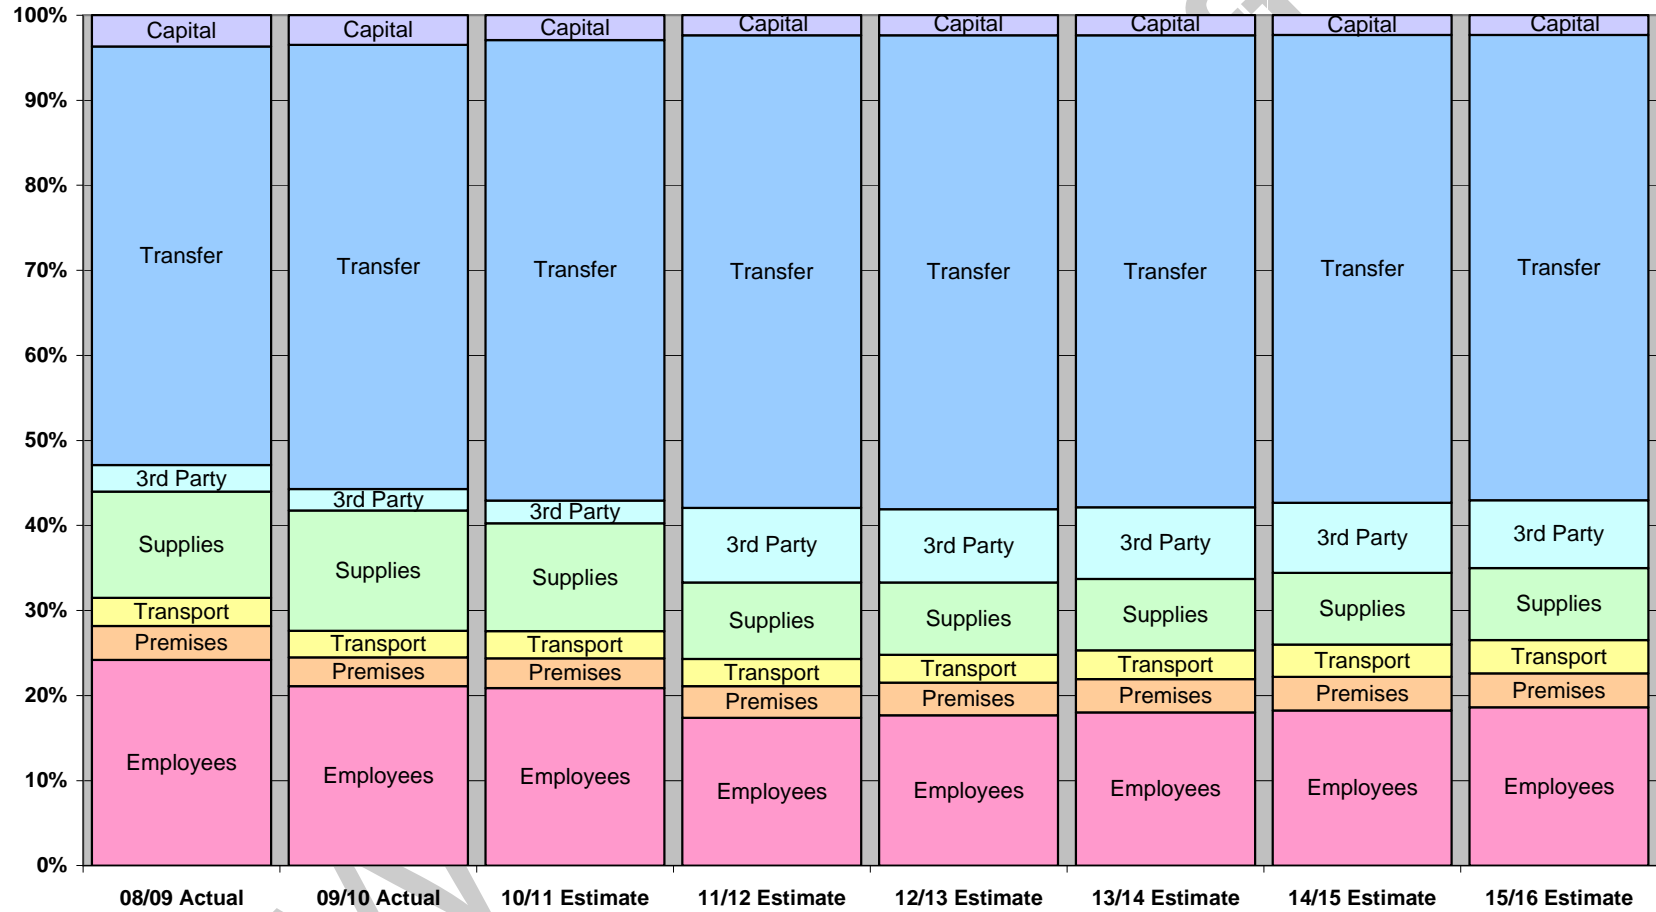 100%
90%
80%
70%
60%
50%
40%
30%
20%
10%
0%
Capital
Transfer
3rd Party
Supplies
Transport
Premises
Employees
Capital
Transfer
3rd Party
Supplies
Transport
Premises
Employees
Capital
Transfer
3rd Party
Supplies
Transport
Premises
Employees
Capital
Transfer
3rd Party
Supplies
Transport
Premises
Employees
Capital
Transfer
3rd Party
Supplies
Transport
Premises
Employees
Capital
Transfer
3rd Party
Supplies
Transport
Premises
Employees
Capital
Transfer
3rd Party
Supplies
Transport
Premises
Employees
Capital
Transfer
3rd Party
Supplies
Transport
Premises
Employees
08/09 Actual
09/10 Actual
10/11 Estimate
11/12 Estimate
12/13 Estimate
13/14 Estimate
14/15 Estimate
15/16 Estimate